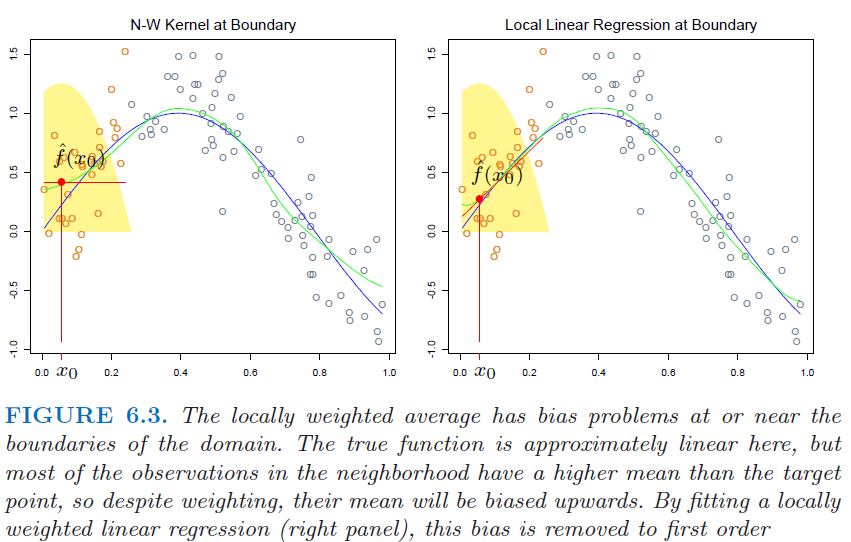 N-W Kernel at Boundary
Local Linear Regression at Boundary
1.5
1.0
0.5
0.0
-0.5
-1.0
f̂(x₀)
0.0 x₀ 0.2 0.4 0.6 0.8 1.0
1.5
1.0
0.5
0.0
-0.5
-1.0
f̂(x₀)
0.0 x₀ 0.2 0.4 0.6 0.8 1.0
FIGURE 6.3. The locally weighted average has bias problems at or near the
boundaries of the domain. The true function is approximately linear here, but
most of the observations in the neighborhood have a higher mean than the target
point, so despite weighting, their mean will be biased upwards. By fitting a locally
weighted linear regression (right panel), this bias is removed to first order